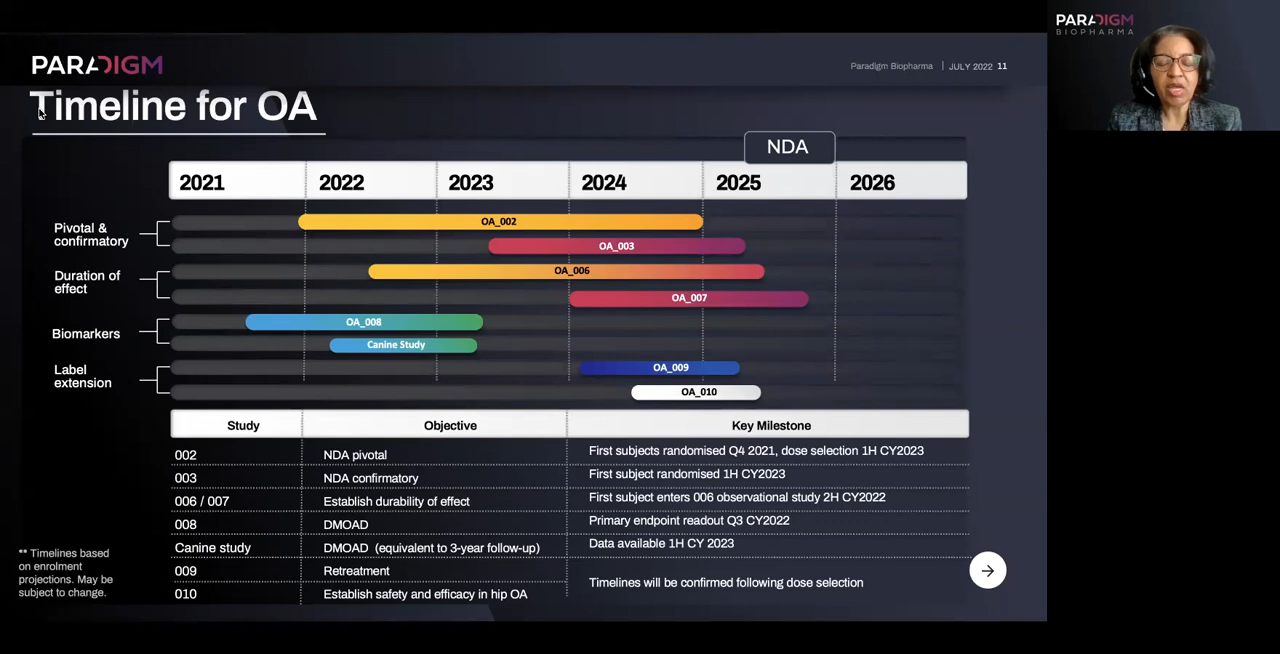 PARADIGM
Paradigm Biopharma | JULY 2022 11
PARADIGM
BIOPHARMA
Timeline for OA
NDA
2021 2022 2023 2024 2025 2026
Pivotal &
confirmatory
OA_002
OA_003
Duration of
effect
OA_006
OA_007
Biomarkers
OA_008
Canine Study
Label
extension
OA_009
OA_010
Study Objective Key Milestone
002 NDA pivotal First subjects randomised Q4 2021, dose selection 1H CY2023
003 NDA confirmatory First subject randomised 1H CY2023
006 / 007 Establish durability of effect First subject enters 006 observational study 2H CY2022
008 DMOAD Primary endpoint readout Q3 CY2022
Canine study DMOAD (equivalent to 3-year follow-up) Data available 1H CY 2023
009 Retreatment
Timelines will be confirmed following dose selection
010 Establish safety and efficacy in hip OA
** Timelines based
on enrolment
projections. May be
subject to change.